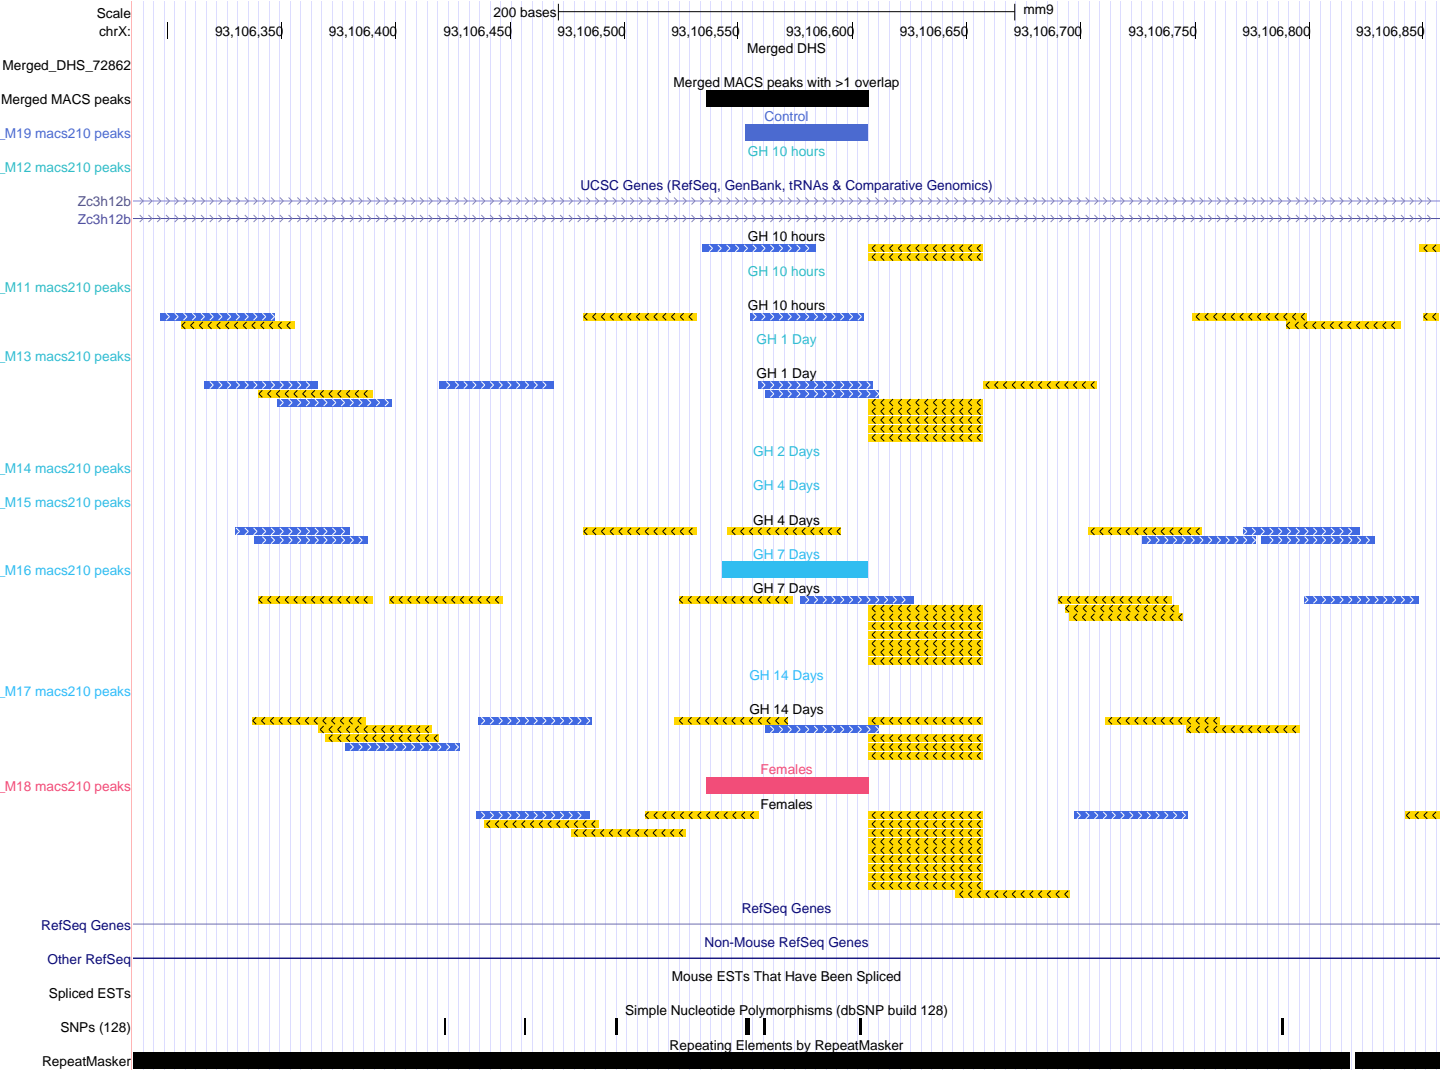 Scale 200 bases mm9
chrX: 93,106,350 93,106,400 93,106,450 93,106,500 93,106,550 93,106,600 93,106,650 93,106,700 93,106,750 93,106,800 93,106,850
Merged DHS
Merged_DHS_72862
Merged MACS peaks with >1 overlap
Merged MACS peaks
Control
_M19 macs210 peaks
GH 10 hours
_M12 macs210 peaks
UCSC Genes (RefSeq, GenBank, tRNAs & Comparative Genomics)
Zc3h12b
Zc3h12b
GH 10 hours
GH 10 hours
_M11 macs210 peaks
GH 10 hours
GH 1 Day
_M13 macs210 peaks
GH 1 Day
GH 2 Days
_M14 macs210 peaks
GH 4 Days
_M15 macs210 peaks
GH 4 Days
GH 7 Days
_M16 macs210 peaks
GH 7 Days
GH 14 Days
_M17 macs210 peaks
GH 14 Days
Females
_M18 macs210 peaks
Females
RefSeq Genes
RefSeq Genes
Non-Mouse RefSeq Genes
Other RefSeq
Mouse ESTs That Have Been Spliced
Spliced ESTs
Simple Nucleotide Polymorphisms (dbSNP build 128)
SNPs (128)
Repeating Elements by RepeatMasker
RepeatMasker